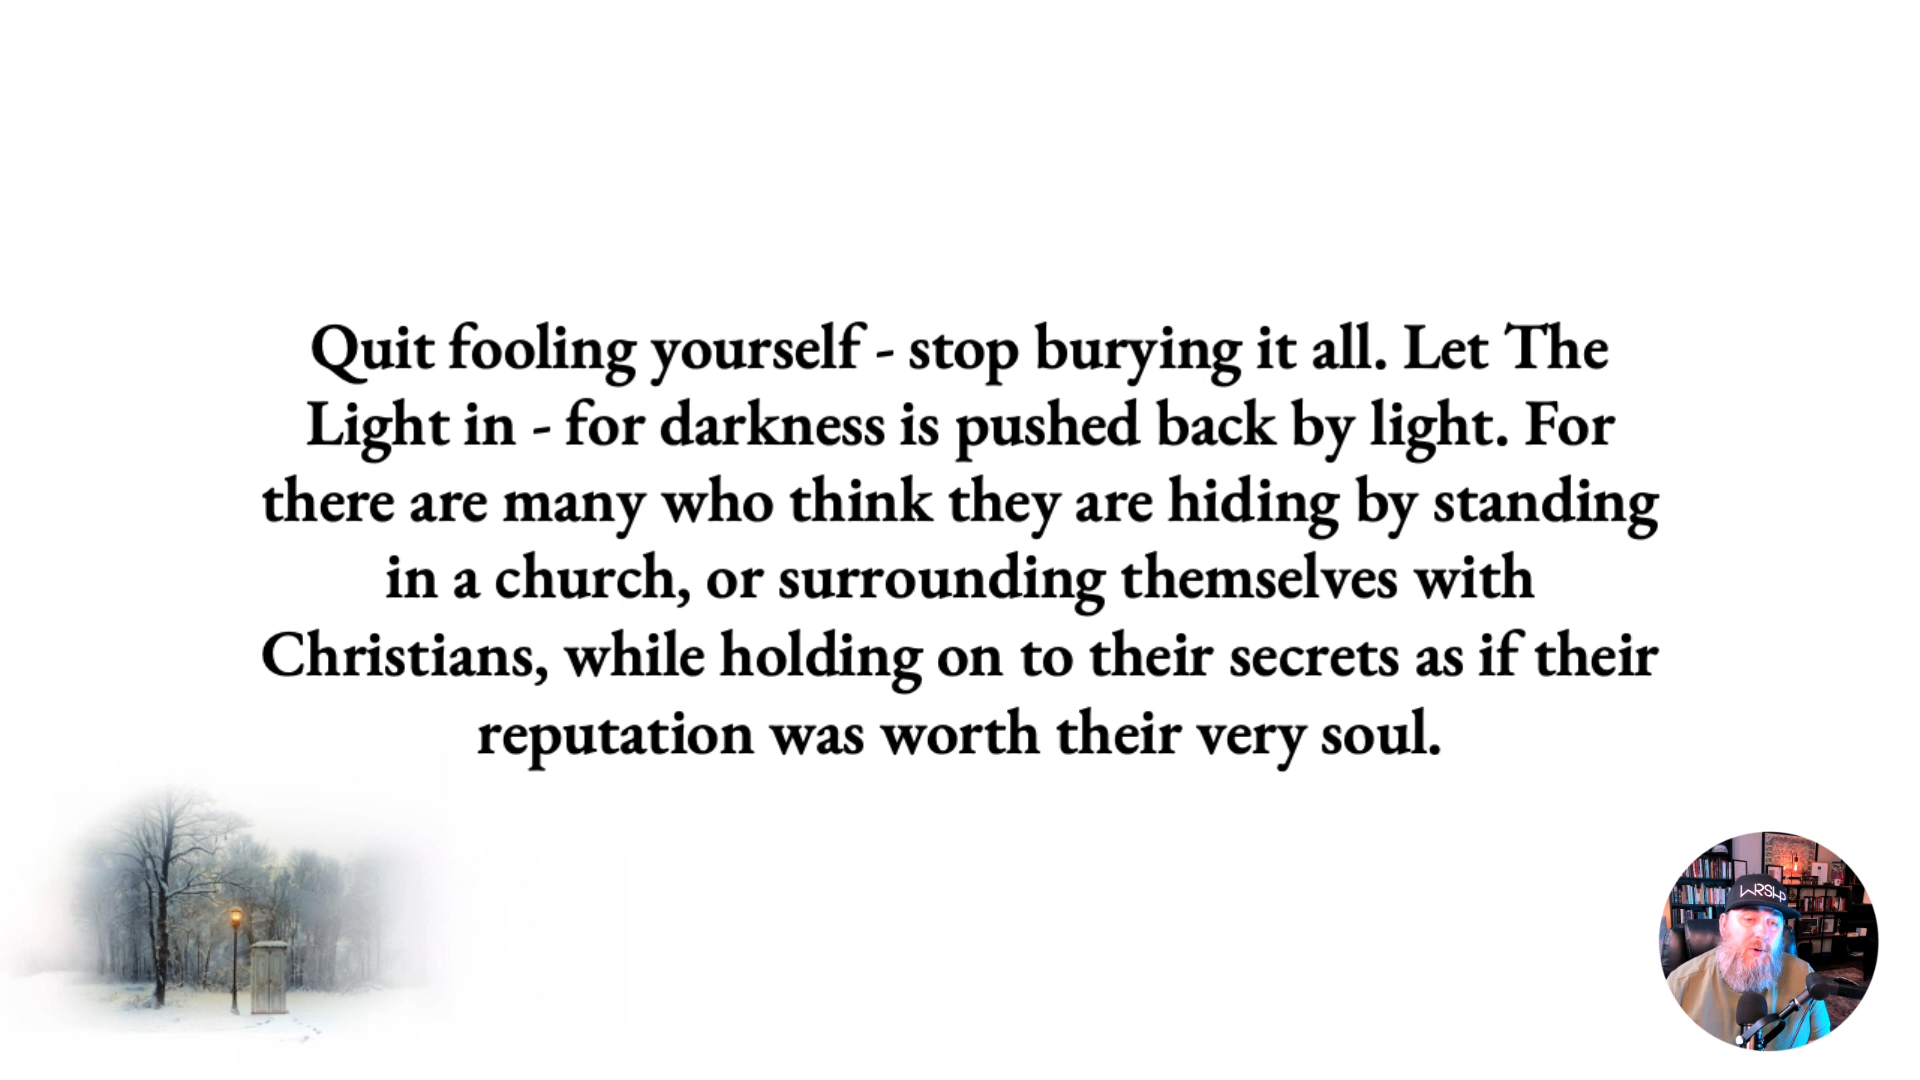 Quit fooling yourself - stop burying it all. Let The
Light in - for darkness is pushed back by light. For
there are many who think they are hiding by standing
in a church, or surrounding themselves with
Christians, while holding on to their secrets as if their
reputation was worth their very soul.
WRSHP